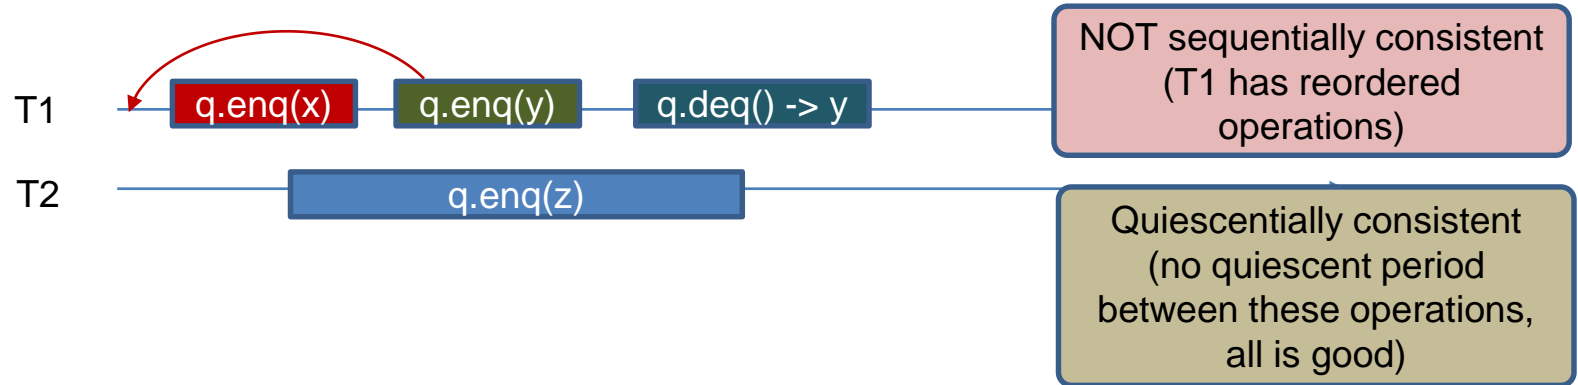 T1
q.enq(x)
q.enq(y)
q.deq() -> y
T2
q.enq(z)
NOT sequentially consistent
(T1 has reordered
operations)
Quiescentially consistent
(no quiescent period
between these operations,
all is good)